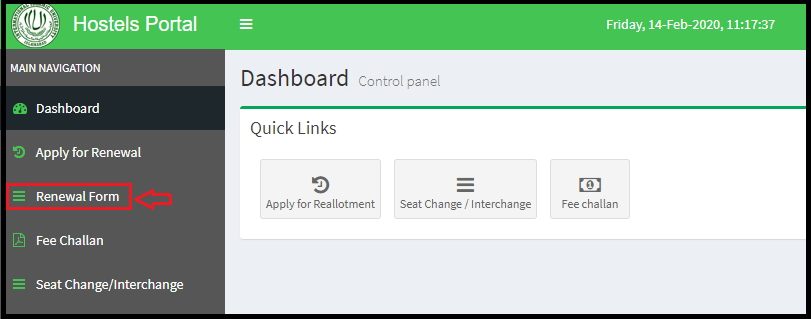 Hostels Portal
Friday, 14-Feb-2020, 11:17:37
MAIN NAVIGATION
Dashboard
Apply for Renewal
Renewal Form
Fee Challan
Seat Change/Interchange
Dashboard Control panel
Quick Links
Apply for Reallotment
Seat Change / Interchange
Fee challan